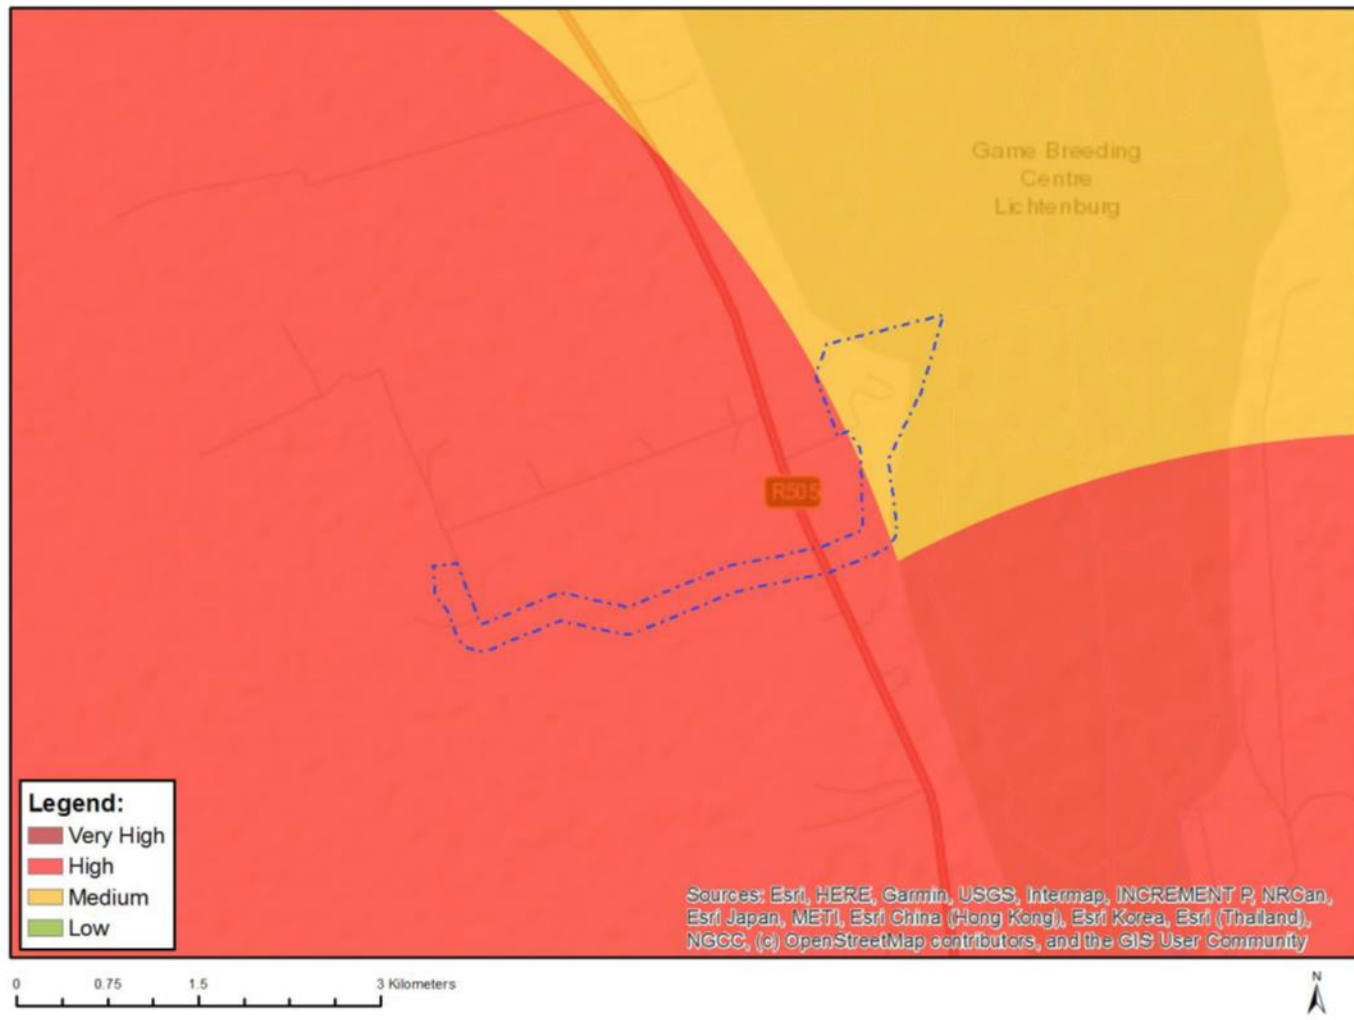 Game Breeding
Centre
Lichtenburg
R505
Legend:
Very High
High
Medium
Low
Sources: Esri, HERE, Garmin, USGS, Intermap, INCREMENT P, NRCan,
Esri Japan, METI, Esri China (Hong Kong), Esri Korea, Esri (Thailand),
NGCC, (c) OpenStreetMap contributors, and the GIS User Community
0 0.75 1.5 3 Kilometers
N